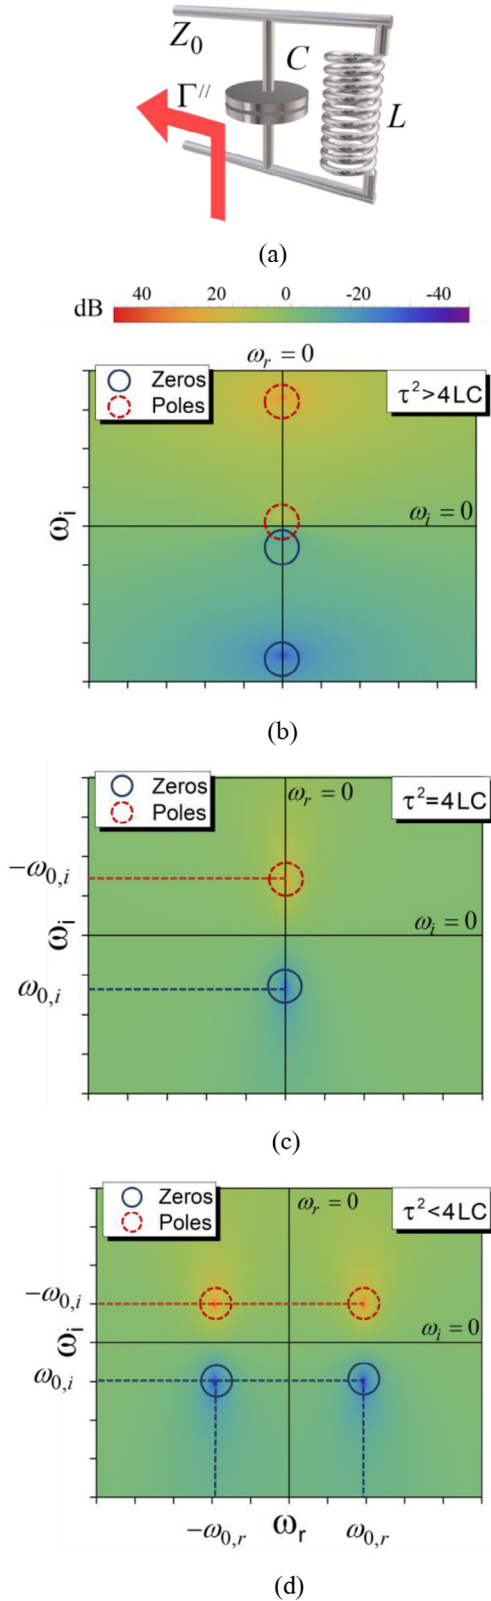 Z₀
C
Γ//
L
(a)
dB
40 20 0 -20 -40
ωᵣ = 0
Zeros
Poles
τ²>4LC
ωᵢ = 0
ωᵢ
(b)
Zeros
Poles
ωᵣ = 0
τ²=4LC
−ω₀,ᵢ
ωᵢ
ωᵢ = 0
ω₀,ᵢ
(c)
Zeros
Poles
ωᵣ = 0
τ²<4LC
−ω₀,ᵢ
ωᵢ
ωᵢ = 0
ω₀,ᵢ
−ω₀,ᵣ ωᵣ ω₀,ᵣ
(d)